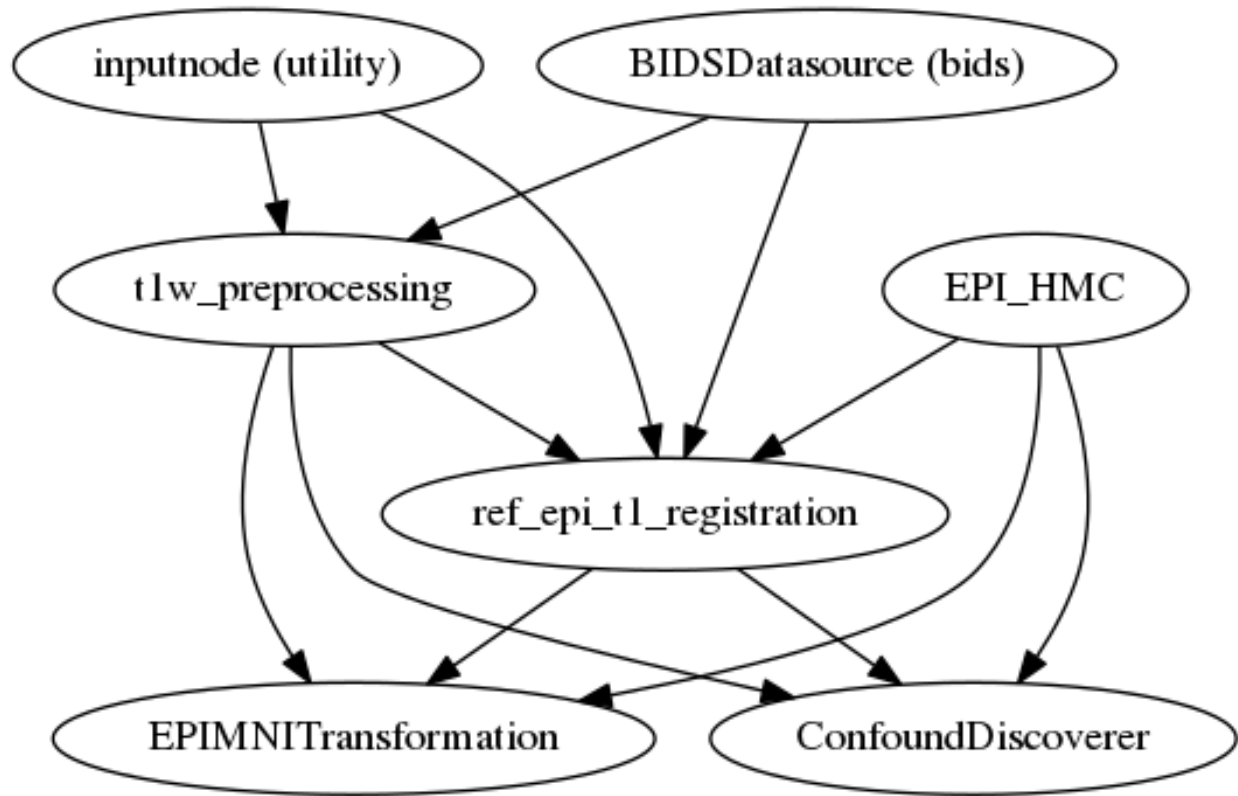 inputnode (utility)
BIDSDatasource (bids)
t1w_preprocessing
EPI_HMC
ref_epi_t1_registration
EPIMNITransformation
ConfoundDiscoverer